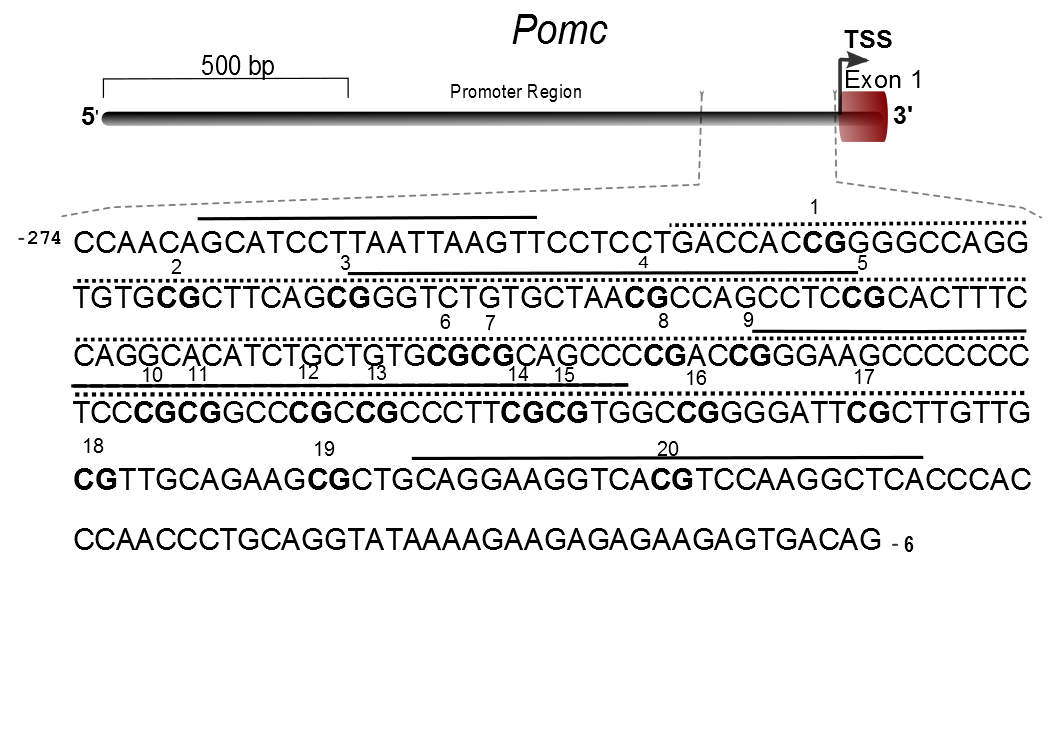 Pomc
TSS
500 bp
Exon 1
Promoter Region
5'
3'
1
-274 CCAACAGCATCCTTAATTAAGTTCCTCCTGACCACCGGGGCCAGG
2 3 4 5
TGTGCGCTTCAGCGGGTCTGTGCTAACGCCAGCCTCCGCACTTTC
6 7 8 9
CAGGCACATCTGCTGTGCGCGCAGCCCCGACCGGGAAGCCCCCCC
10 11 12 13 14 15 16 17
TCCCGCGGCCCGCCGCCCTTCGCGTGGCCGGGGATTCGCTTGTTG
18 19 20
CGTTGCAGAAGCGCTGCAGGAAGGTCACGTCCAAGGCTCACCCAC
CCAACCCTGCAGGTATAAAAGAAGAGAGAAGAGTGACAG -6